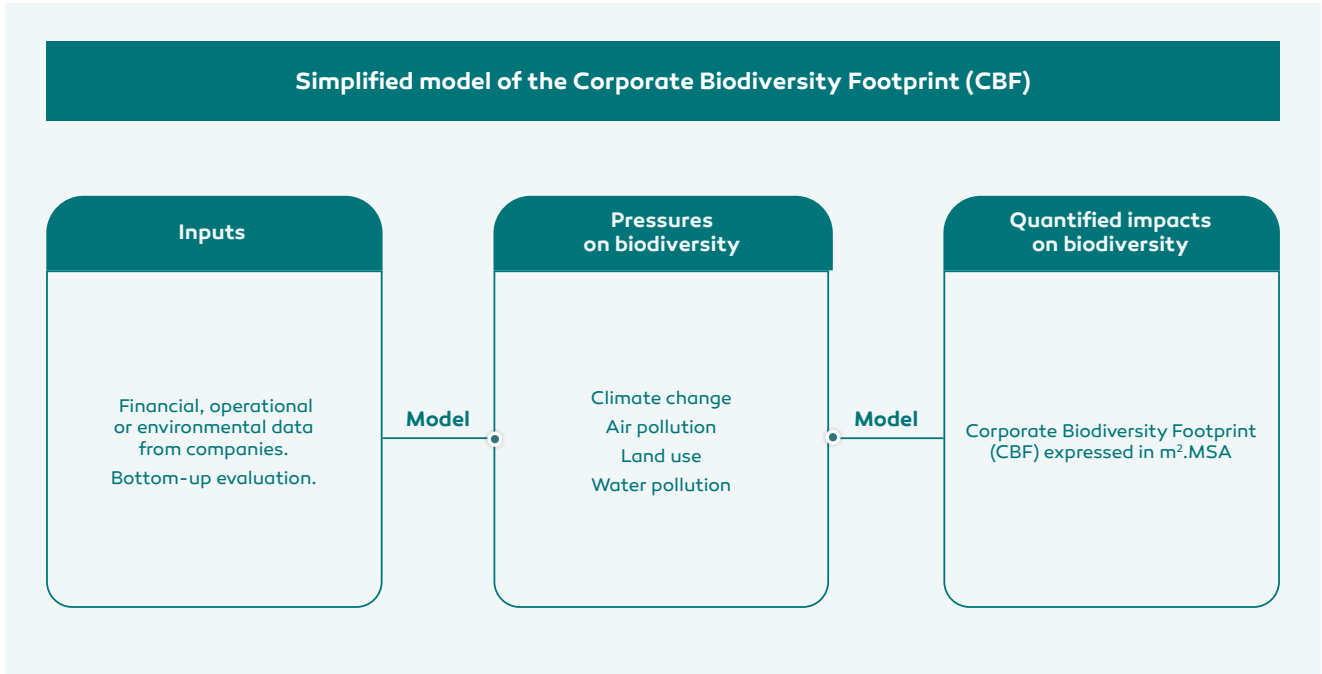 Simplified model of the Corporate Biodiversity Footprint (CBF)
Inputs
Financial, operational
or environmental data
from companies.
Bottom-up evaluation.
Model
Pressures
on biodiversity
Climate change
Air pollution
Land use
Water pollution
Model
Quantified impacts
on biodiversity
Corporate Biodiversity Footprint
(CBF) expressed in m².MSA